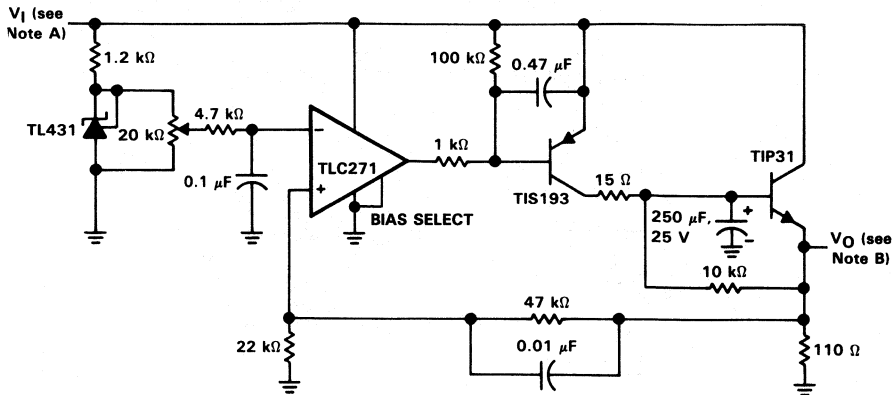 VI (see
Note A)
1.2 kΩ
TL431
20 kΩ
4.7 kΩ
0.1 μF
−
+
TLC271
BIAS SELECT
1 kΩ
100 kΩ
0.47 μF
TIS193
15 Ω
TIP31
250 μF,
25 V
+
−
VO (see
Note B)
10 kΩ
47 kΩ
0.01 μF
22 kΩ
110 Ω